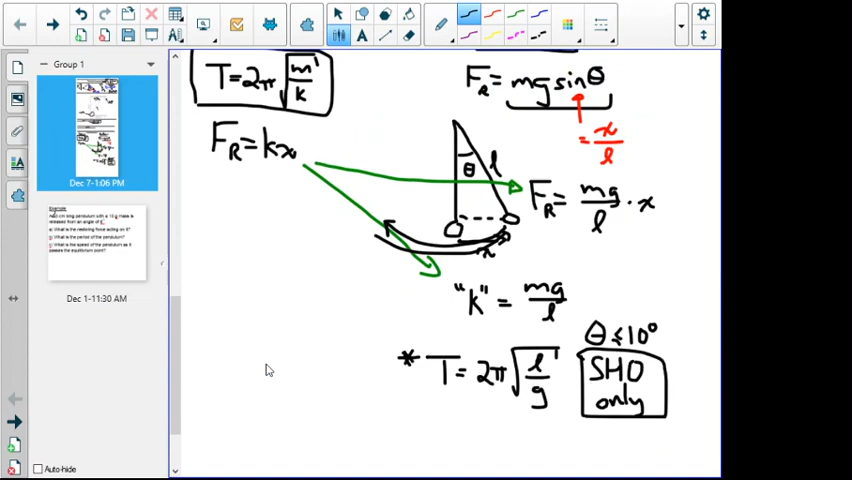 Group 1
Dec 7-1:06 PM
Example
Dec 1-11:30 AM
Auto-hide
T = 2π √m/k
F_R = mg sinθ
= x/l
F_R = kx
θ
l
F_R = mg/l · x
x
"k" = mg/l
θ ≤ 10°
* T = 2π √l/g
SHO
only